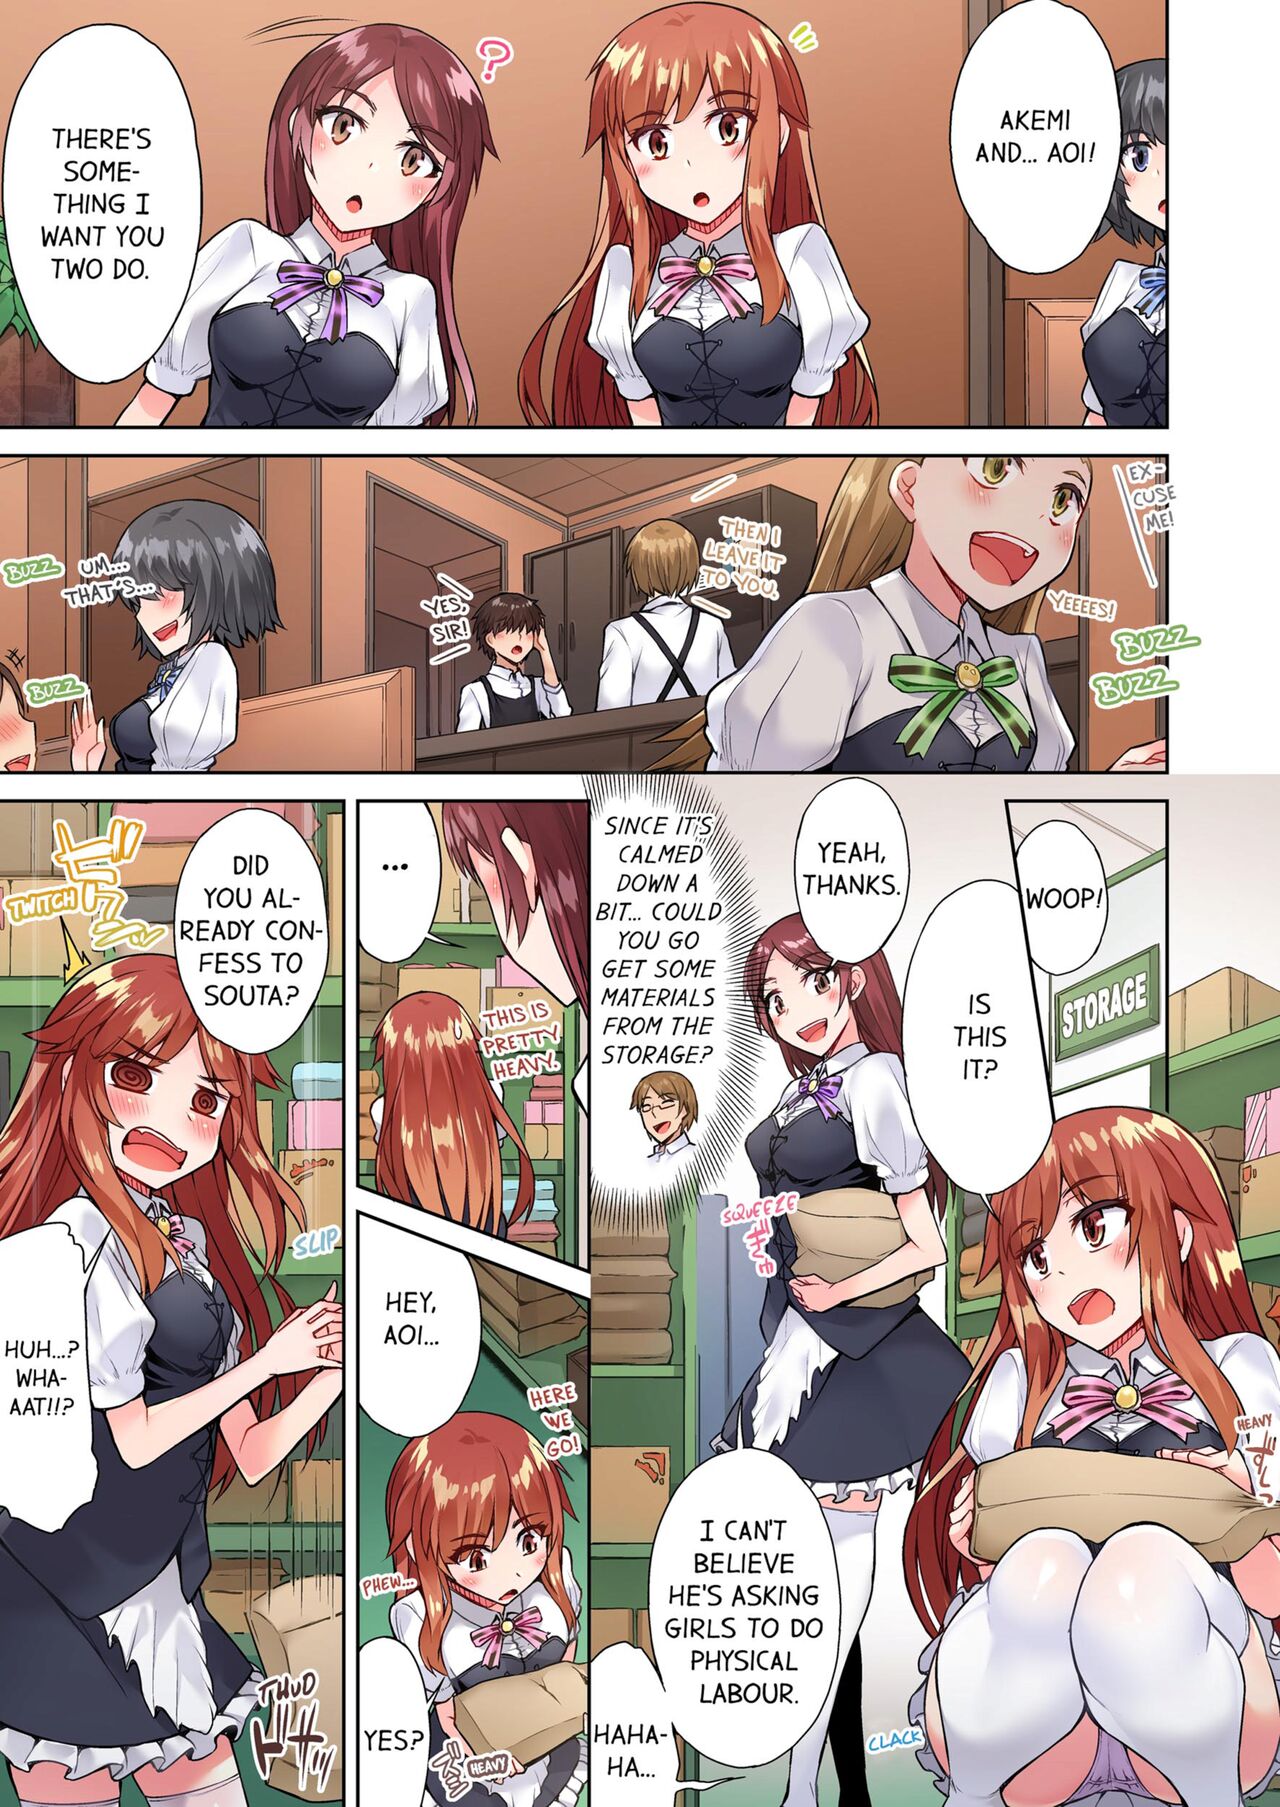 AKEMI
AND... AOI!
?
THERE'S
SOME-
THING I
WANT YOU
TWO DO.
EX-
CUSE
ME!
YEEEES!
BUZZ
BUZZ
THEN I
LEAVE IT
TO YOU.
YES,
SIR!
UM...
THAT'S...
BUZZ
BUZZ
WOOP!
STORAGE
IS
THIS
IT?
YEAH,
THANKS.
SINCE IT'S
CALMED
DOWN A
BIT... COULD
YOU GO
GET SOME
MATERIALS
FROM THE
STORAGE?
SQUEEZE
HEAVY
I CAN'T
BELIEVE
HE'S ASKING
GIRLS TO DO
PHYSICAL
LABOUR.
HAHA-
HA...
CLACK
...
THIS IS
PRETTY
HEAVY.
HEY,
AOI...
HERE
WE
GO!
PHEW...
YES?
HEAVY
DID
YOU AL-
READY CON-
FESS TO
SOUTA?
TWITCH
SLIP
HUH...?
WHA-
AAT!!?
THUD